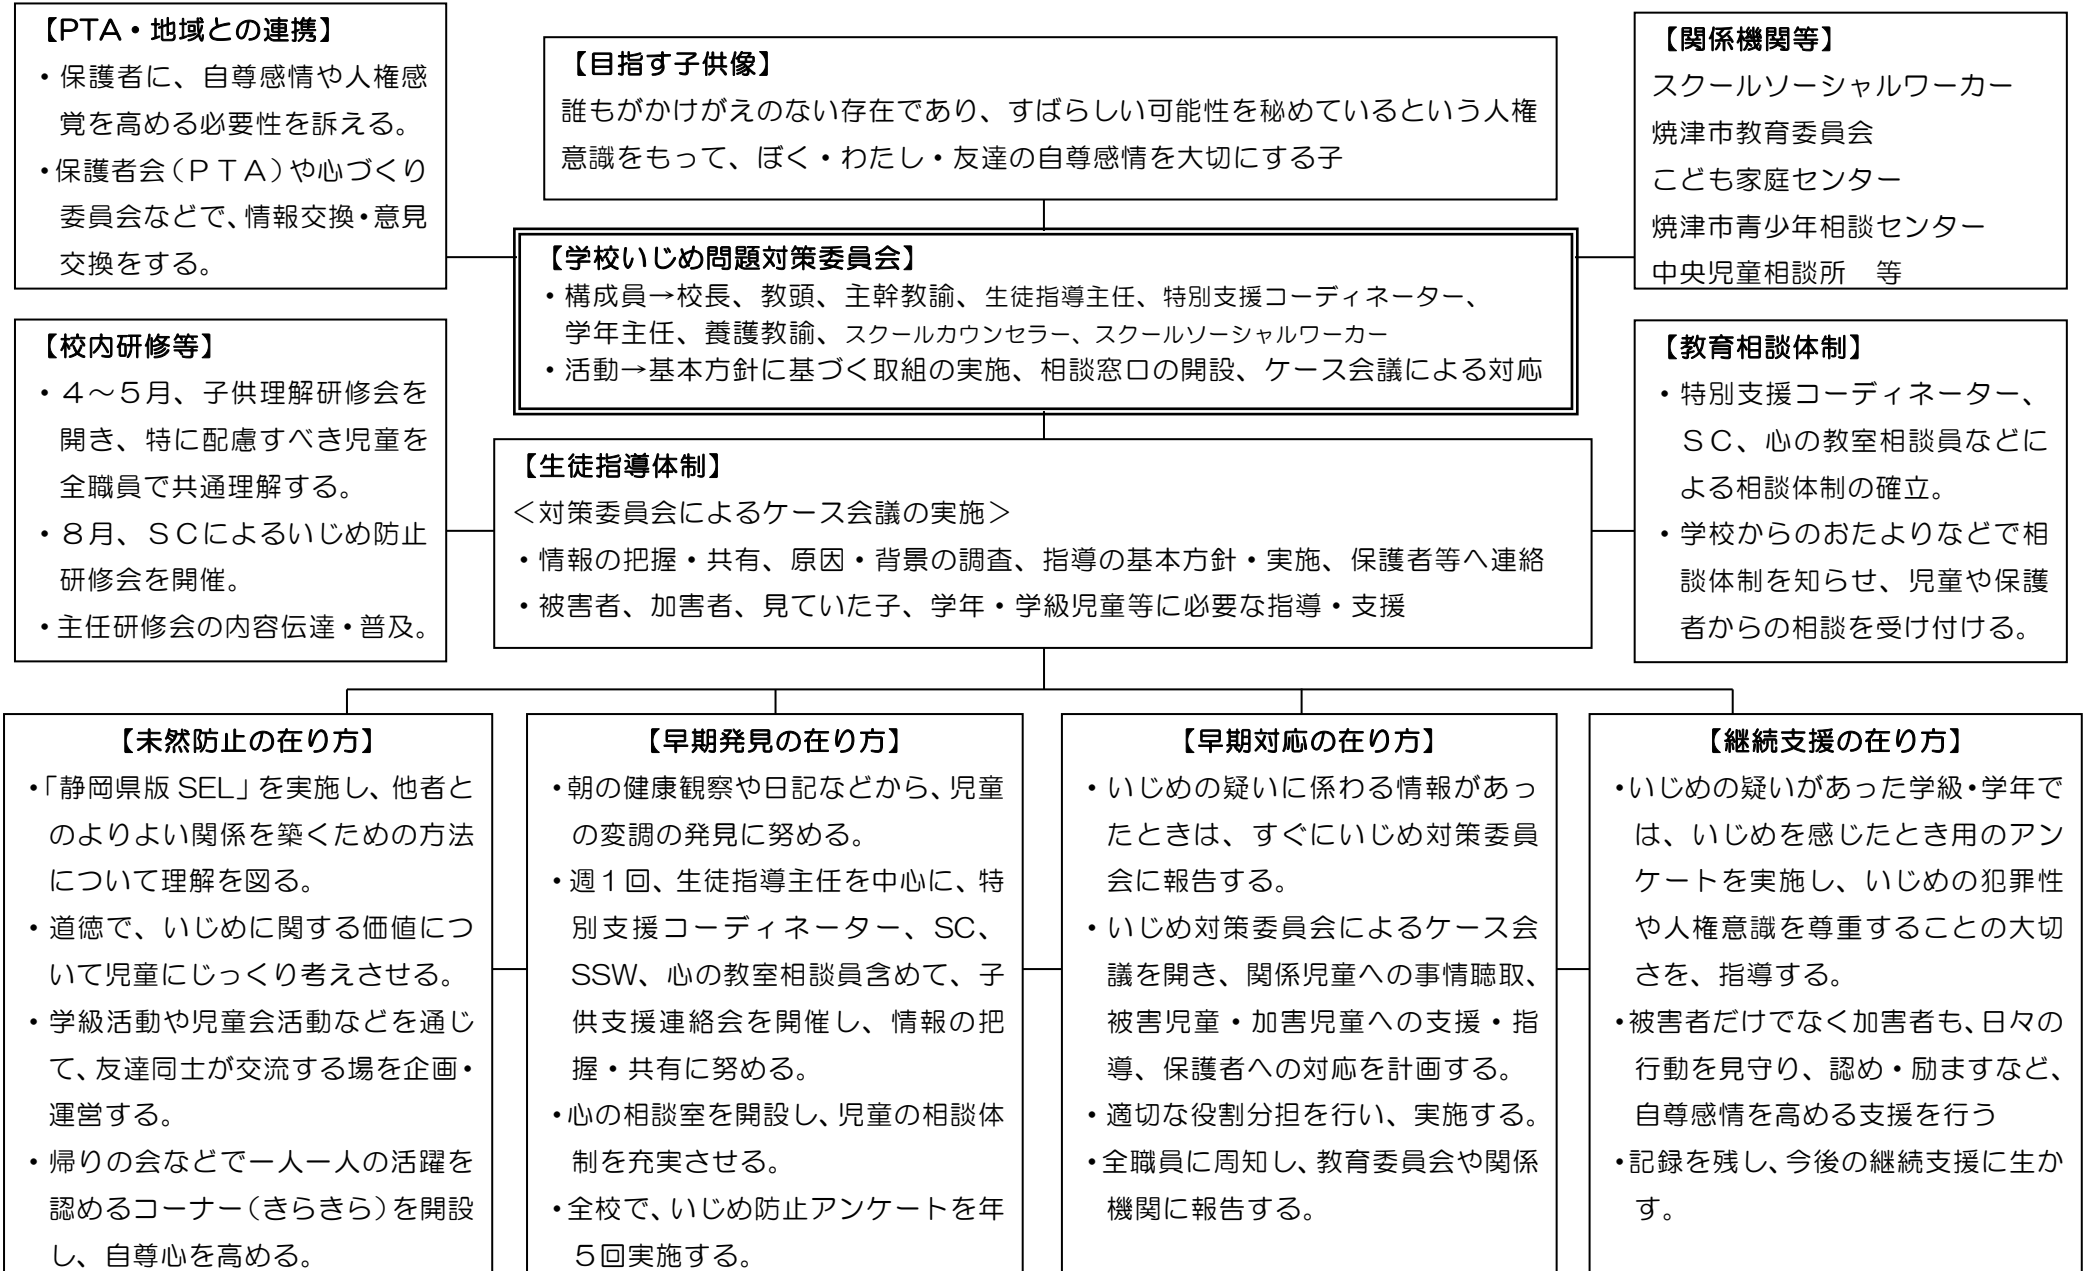 【PTA・地域との連携】
・保護者に、自尊感情や人権感
覚を高める必要性を訴える。
・保護者会(ＰＴＡ)や心づくり
委員会などで、情報交換・意見
交換をする。
【目指す子供像】
誰もがかけがえのない存在であり、すばらしい可能性を秘めているという人権
意識をもって、ぼく・わたし・友達の自尊感情を大切にする子
【関係機関等】
スクールソーシャルワーカー
焼津市教育委員会
こども家庭センター
焼津市青少年相談センター
中央児童相談所　等
【学校いじめ問題対策委員会】
・構成員→校長、教頭、主幹教諭、生徒指導主任、特別支援コーディネーター、
学年主任、養護教諭、スクールカウンセラー、スクールソーシャルワーカー
・活動→基本方針に基づく取組の実施、相談窓口の開設、ケース会議による対応
【校内研修等】
・４～５月、子供理解研修会を
開き、特に配慮すべき児童を
全職員で共通理解する。
・８月、ＳＣによるいじめ防止
研修会を開催。
・主任研修会の内容伝達・普及。
【生徒指導体制】
＜対策委員会によるケース会議の実施＞
・情報の把握・共有、原因・背景の調査、指導の基本方針・実施、保護者等へ連絡
・被害者、加害者、見ていた子、学年・学級児童等に必要な指導・支援
【教育相談体制】
・特別支援コーディネーター、
ＳＣ、心の教室相談員などに
よる相談体制の確立。
・学校からのおたよりなどで相
談体制を知らせ、児童や保護
者からの相談を受け付ける。
【未然防止の在り方】
・「静岡県版 SEL」を実施し、他者と
のよりよい関係を築くための方法
について理解を図る。
・道徳で、いじめに関する価値につ
いて児童にじっくり考えさせる。
・学級活動や児童会活動などを通じ
て、友達同士が交流する場を企画・
運営する。
・帰りの会などで一人一人の活躍を
認めるコーナー(きらきら)を開設
し、自尊心を高める。
【早期発見の在り方】
・朝の健康観察や日記などから、児童
の変調の発見に努める。
・週１回、生徒指導主任を中心に、特
別支援コーディネーター、SC、
SSW、心の教室相談員含めて、子
供支援連絡会を開催し、情報の把
握・共有に努める。
・心の相談室を開設し、児童の相談体
制を充実させる。
・全校で、いじめ防止アンケートを年
５回実施する。
【早期対応の在り方】
・いじめの疑いに係わる情報があっ
たときは、すぐにいじめ対策委員
会に報告する。
・いじめ対策委員会によるケース会
議を開き、関係児童への事情聴取、
被害児童・加害児童への支援・指
導、保護者への対応を計画する。
・適切な役割分担を行い、実施する。
・全職員に周知し、教育委員会や関係
機関に報告する。
【継続支援の在り方】
・いじめの疑いがあった学級・学年で
は、いじめを感じたとき用のアン
ケートを実施し、いじめの犯罪性
や人権意識を尊重することの大切
さを、指導する。
・被害者だけでなく加害者も、日々の
行動を見守り、認め・励ますなど、
自尊感情を高める支援を行う
・記録を残し、今後の継続支援に生か
す。